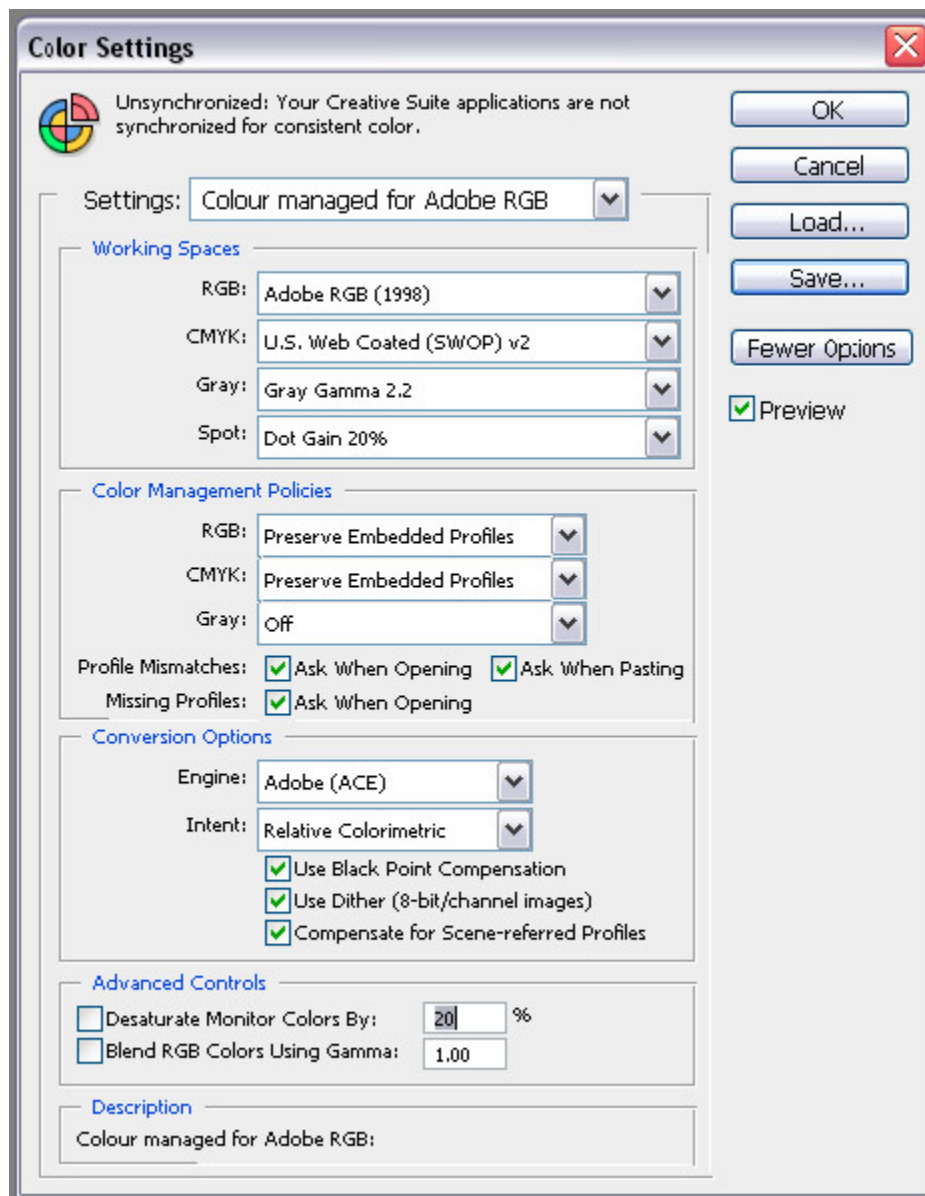 Color Settings
Unsynchronized: Your Creative Suite applications are not
synchronized for consistent color.
OK
Cancel
Load...
Save...
Fewer Options
Preview
Settings: Colour managed for Adobe RGB
Working Spaces
RGB: Adobe RGB (1998)
CMYK: U.S. Web Coated (SWOP) v2
Gray: Gray Gamma 2.2
Spot: Dot Gain 20%
Color Management Policies
RGB: Preserve Embedded Profiles
CMYK: Preserve Embedded Profiles
Gray: Off
Profile Mismatches: Ask When Opening Ask When Pasting
Missing Profiles: Ask When Opening
Conversion Options
Engine: Adobe (ACE)
Intent: Relative Colorimetric
Use Black Point Compensation
Use Dither (8-bit/channel images)
Compensate for Scene-referred Profiles
Advanced Controls
Desaturate Monitor Colors By: 20 %
Blend RGB Colors Using Gamma: 1.00
Description
Colour managed for Adobe RGB: